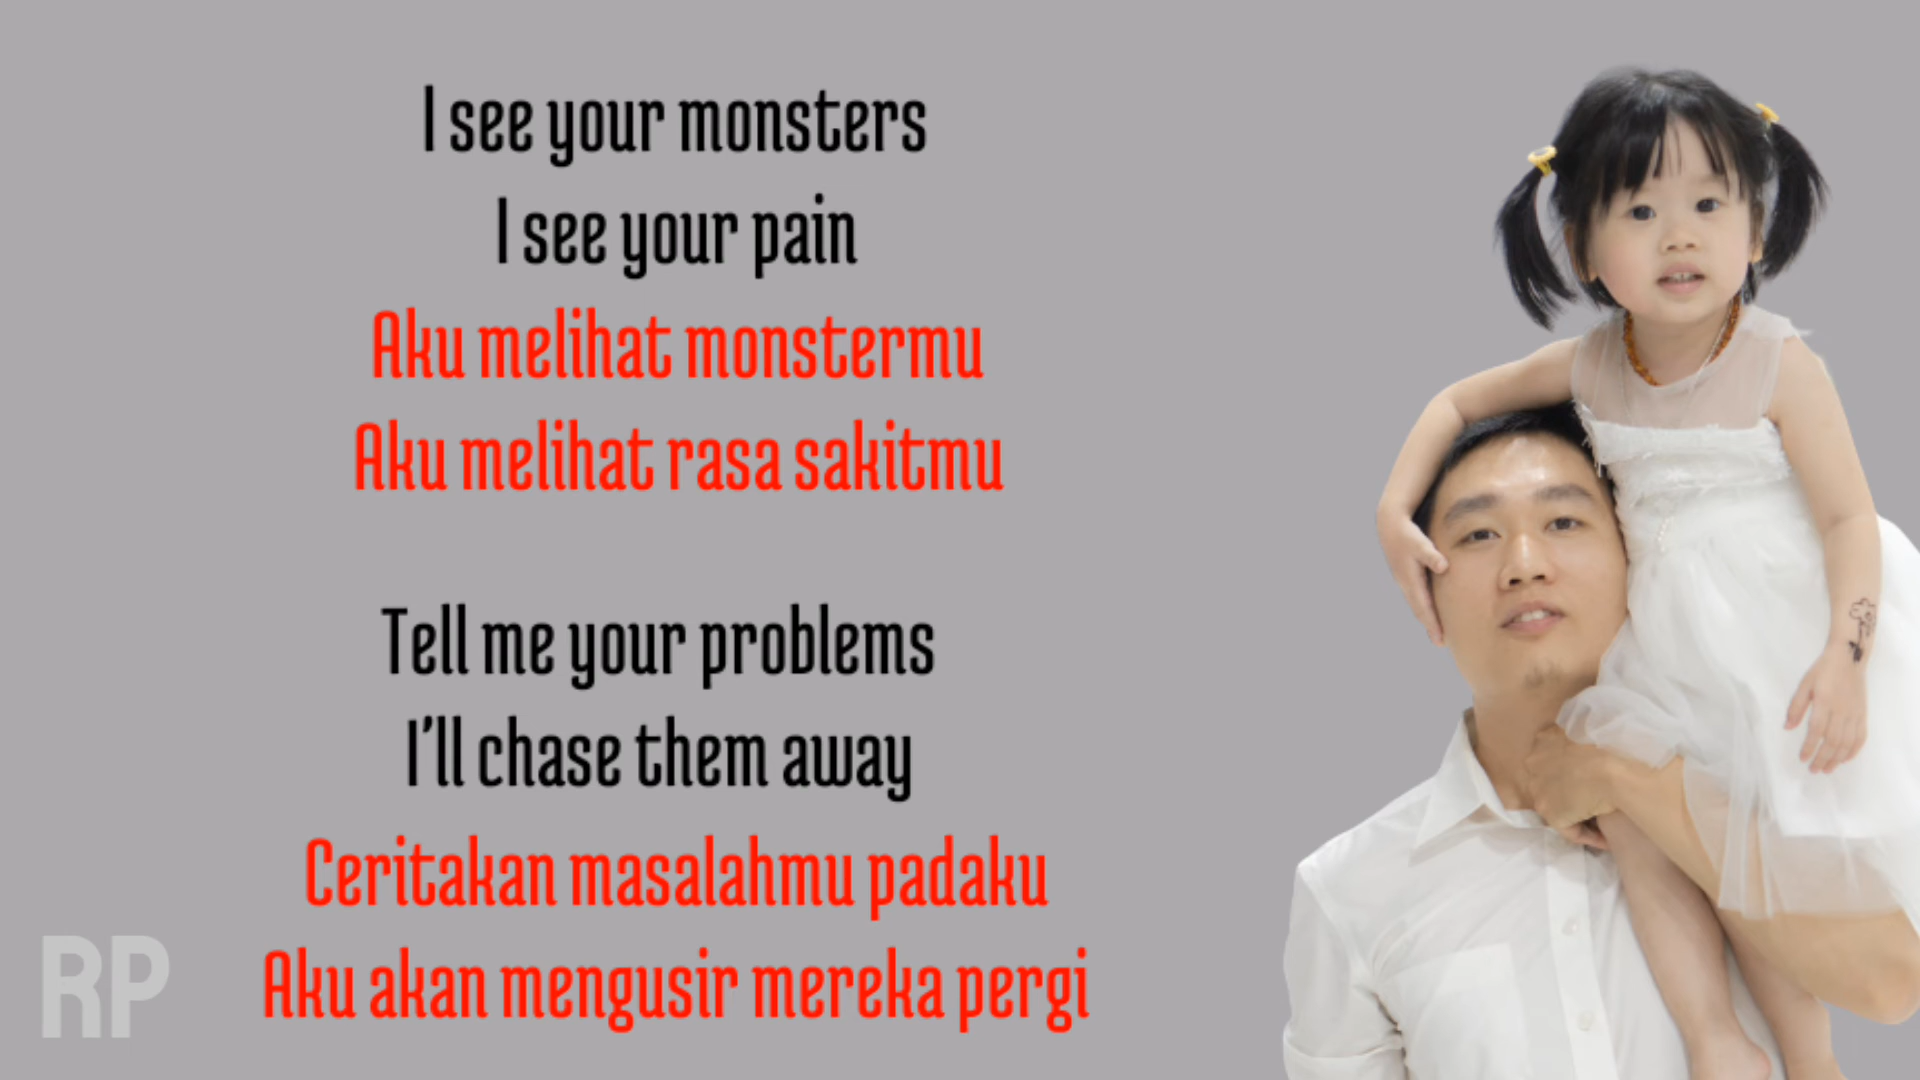 I see your monsters
I see your pain
Aku melihat monstermu
Aku melihat rasa sakitmu
Tell me your problems
I'll chase them away
Ceritakan masalahmu padaku
Aku akan mengusir mereka pergi
RP